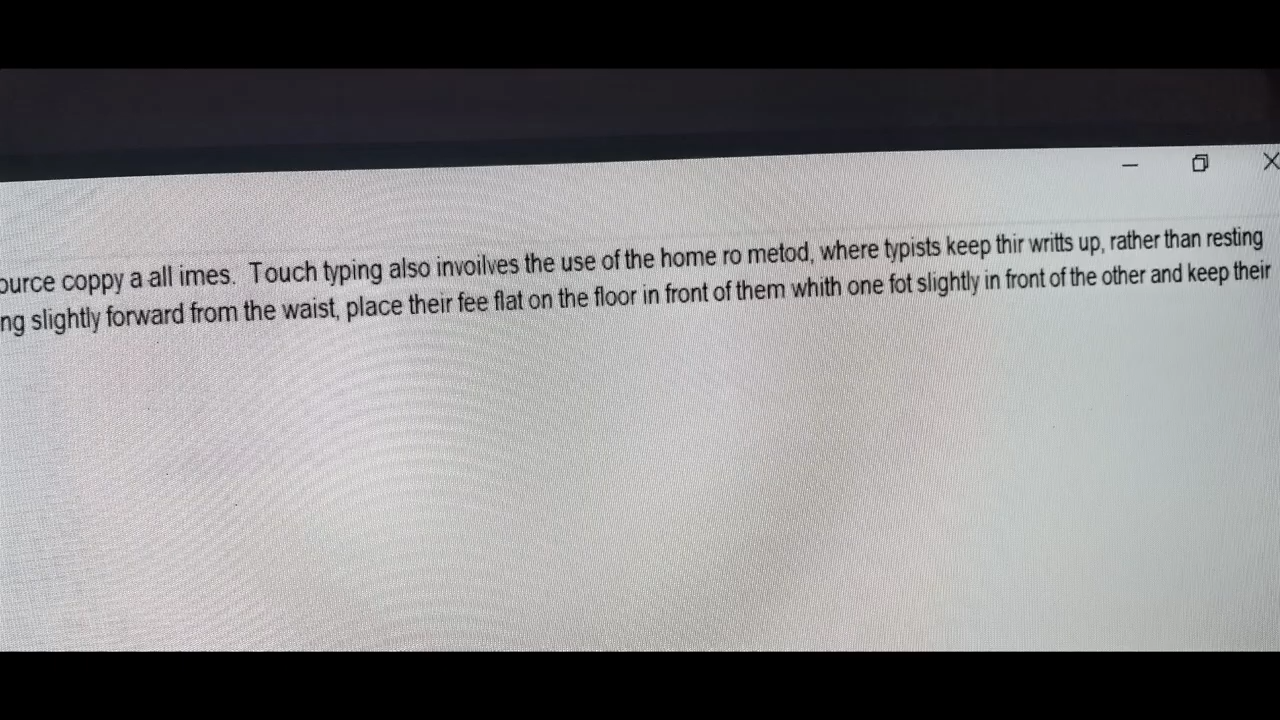 ource coppy a all imes. Touch typing also invoilves the use of the home ro metod, where typists keep thir writts up, rather than resting
ng slightly forward from the waist, place their fee flat on the floor in front of them whith one fot slightly in front of the other and keep their